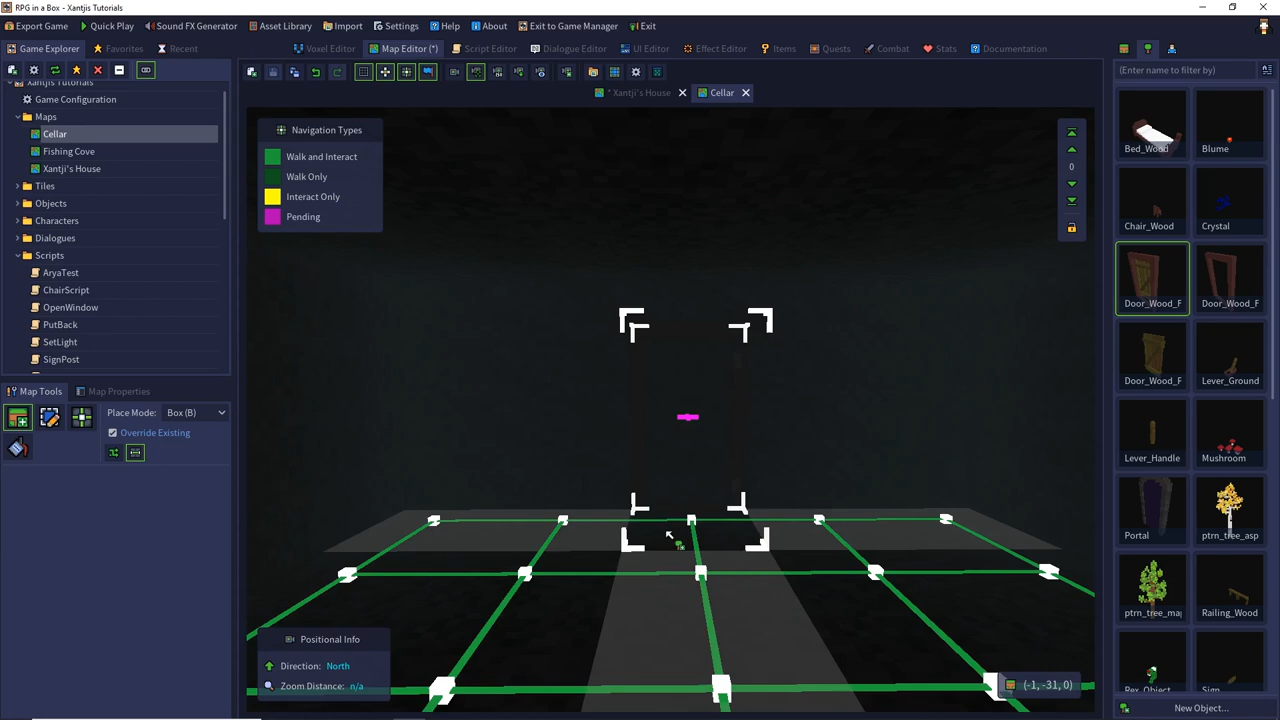 RPG in a Box - Xantjis Tutorials
Export Game Quick Play Sound FX Generator Asset Library Import Settings Help About Exit to Game Manager Exit
Game Explorer Favorites Recent Voxel Editor Map Editor (*) Script Editor Dialogue Editor UI Editor Effect Editor Items Quests Combat Stats Documentation
* Xantji's House Cellar
(Enter name to filter by)
Xantjis Tutorials
Game Configuration
Maps
Cellar
Fishing Cove
Xantji's House
Tiles
Objects
Characters
Dialogues
Scripts
AryaTest
ChairScript
OpenWindow
PutBack
SetLight
SignPost
Map Tools Map Properties
Place Mode: Box (B)
Override Existing
Navigation Types
Walk and Interact
Walk Only
Interact Only
Pending
0
Positional Info
Direction: North
Zoom Distance: n/a
(-1, -31, 0)
Bed_Wood Blume
Chair_Wood Crystal
Door_Wood_F Door_Wood_F
Door_Wood_F Lever_Ground
Lever_Handle Mushroom
Portal ptrn_tree_asp
ptrn_tree_ma Railing_Wood
Rex_Object Sign
New Object...